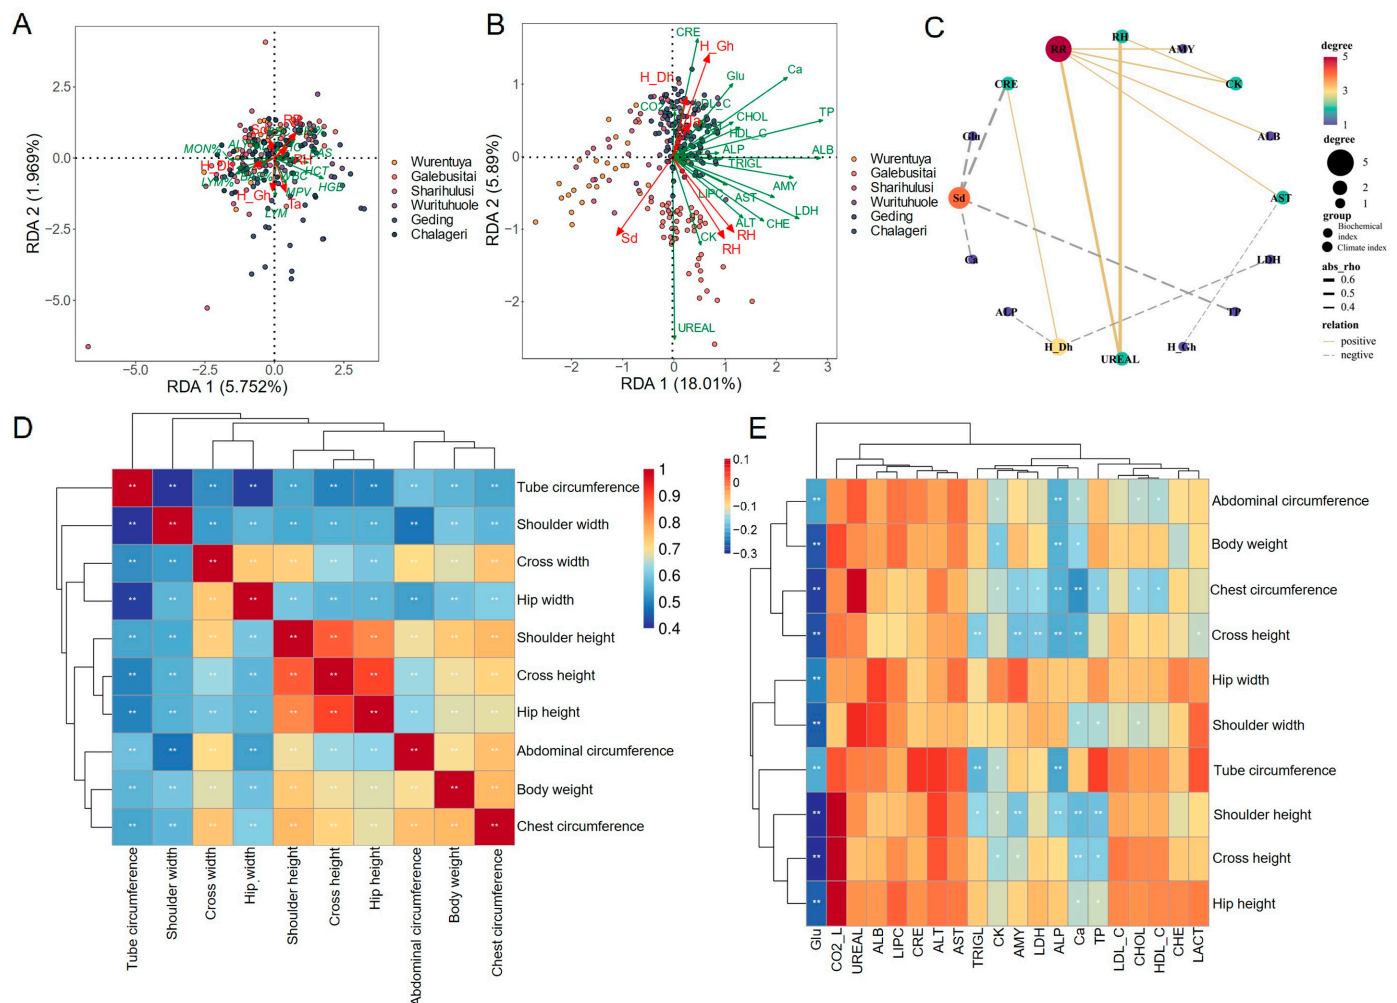 A
RDA 2 (1.969%)
2.5
0.0
−2.5
−5.0
−5.0
−2.5
0.0
2.5
RDA 1 (5.752%)
Sd
RR
RH
H_Dh
H_Gh
Ta
MON%
LYM%
HCT
HGB
MPV
LYM
Wurentuya
Galebusitai
Sharihulusi
Wurituhuole
Geding
Chalageri
B
RDA 2 (5.89%)
1
0
−1
−2
−2
−1
0
1
2
3
RDA 1 (18.01%)
CRE
H_Gh
H_Dh
Glu
Ca
CO2_
DL_C
TP
CHOL
HDL_C
ALP
ALB
TRIGL
AMY
LIPC
AST
LDH
ALT
CHE
Sd
CK
RH
RH
UREAL
Wurentuya
Galebusitai
Sharihulusi
Wurituhuole
Geding
Chalageri
C
RH
RR
AMY
CRE
CK
Glu
ALB
Sd
AST
Ca
LDH
ALP
TP
H_Dh
H_Gh
UREAL
degree
5
3
1
degree
5
2
1
group
Biochemical
index
Climate index
abs_rho
0.6
0.5
0.4
relation
positive
negtive
D
Tube circumference
Shoulder width
Cross width
Hip width
Shoulder height
Cross height
Hip height
Abdominal circumference
Body weight
Chest circumference
1
0.9
0.8
0.7
0.6
0.5
0.4
Tube circumference
Shoulder width
Cross width
Hip width
Shoulder height
Cross height
Hip height
Abdominal circumference
Body weight
Chest circumference
E
0.1
0
−0.1
−0.2
−0.3
Abdominal circumference
Body weight
Chest circumference
Cross height
Hip width
Shoulder width
Tube circumference
Shoulder height
Cross height
Hip height
Glu
CO2_L
UREAL
ALB
LIPC
CRE
ALT
AST
TRIGL
CK
AMY
LDH
ALP
Ca
TP
LDL_C
CHOL
HDL_C
CHE
LACT